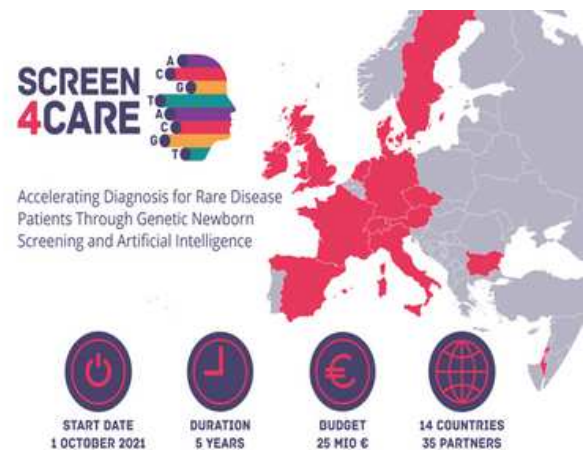 SCREEN
4CARE
A
C
G
T
A
C
G
T
Accelerating Diagnosis for Rare Disease
Patients Through Genetic Newborn
Screening and Artificial Intelligence
START DATE
1 OCTOBER 2021
DURATION
5 YEARS
€
BUDGET
25 MIO €
14 COUNTRIES
35 PARTNERS